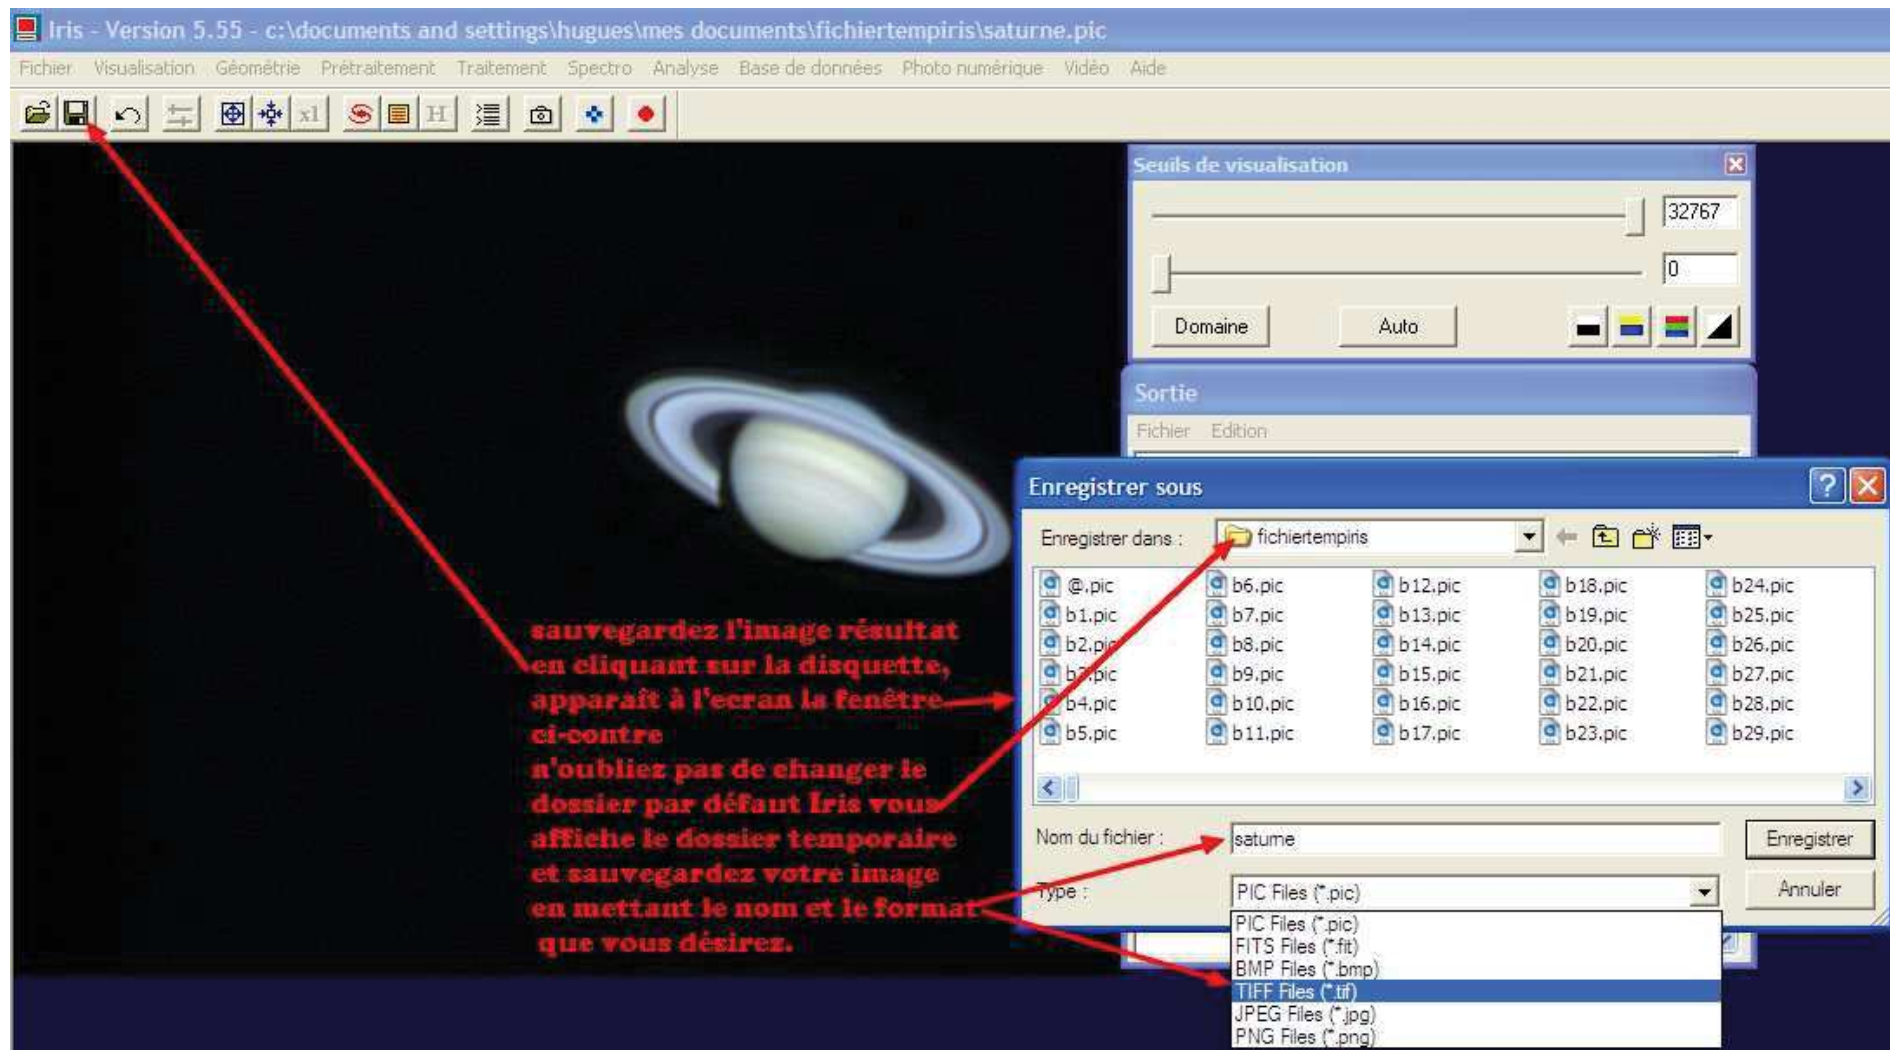 Iris - Version 5.55 - c:\documents and settings\hugues\mes documents\fichiertempiris\saturne.pic
Fichier Visualisation Géométrie Prétraitement Traitement Spectro Analyse Base de données Photo numérique Vidéo Aide
x1 H
Seuils de visualisation
32767
0
Domaine Auto
Sortie
Fichier Edition
sauvegardez l'image résultat
en cliquant sur la disquette,
apparaît à l'ecran la fenêtre
ci-contre
n'oubliez pas de changer le
dossier par défaut Iris vous
affiche le dossier temporaire
et sauvegardez votre image
en mettant le nom et le format
que vous désirez.
Enregistrer sous
Enregistrer dans : fichiertempiris
@.pic b6.pic b12.pic b18.pic b24.pic
b1.pic b7.pic b13.pic b19.pic b25.pic
b2.pic b8.pic b14.pic b20.pic b26.pic
b3.pic b9.pic b15.pic b21.pic b27.pic
b4.pic b10.pic b16.pic b22.pic b28.pic
b5.pic b11.pic b17.pic b23.pic b29.pic
Nom du fichier : saturne Enregistrer
Type : PIC Files (*.pic) Annuler
PIC Files (*.pic)
FITS Files (*.fit)
BMP Files (*.bmp)
TIFF Files (*.tif)
JPEG Files (*.jpg)
PNG Files (*.png)